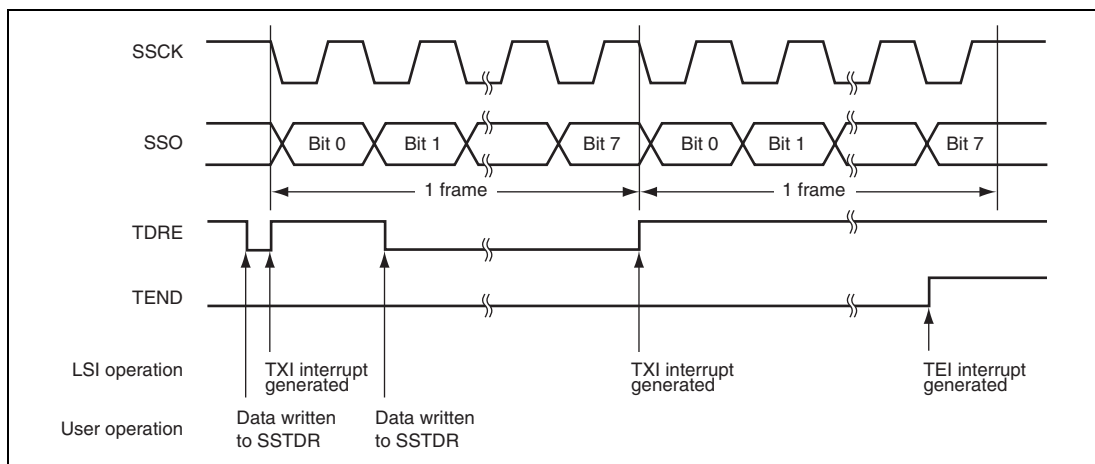 SSCK
SSO
Bit 0
Bit 1
Bit 7
Bit 0
Bit 1
Bit 7
1 frame
1 frame
TDRE
TEND
LSI operation
TXI interrupt
generated
TXI interrupt
generated
TEI interrupt
generated
User operation
Data written
to SSTDR
Data written
to SSTDR